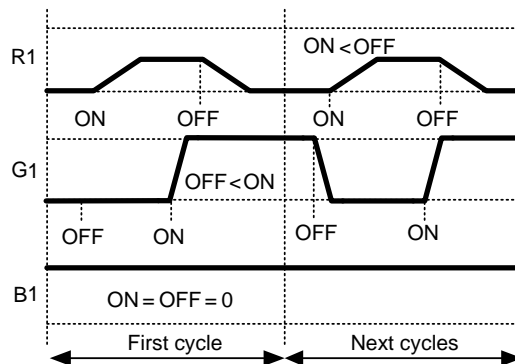 R1
ON<OFF
ON
OFF
ON
OFF
G1
OFF<ON
OFF
ON
OFF
ON
B1
ON=OFF=0
First cycle
Next cycles